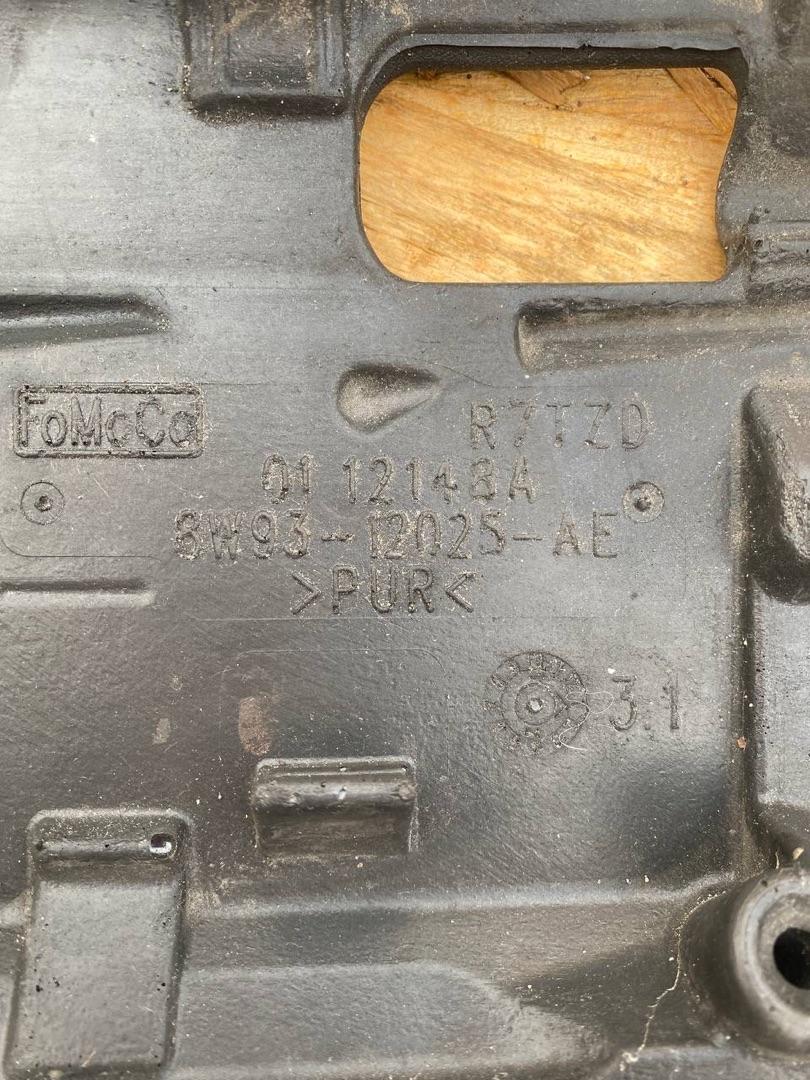 FoMoCo
R7TZD
01 12148A
8W93-12025-AE
>PUR<
3.1